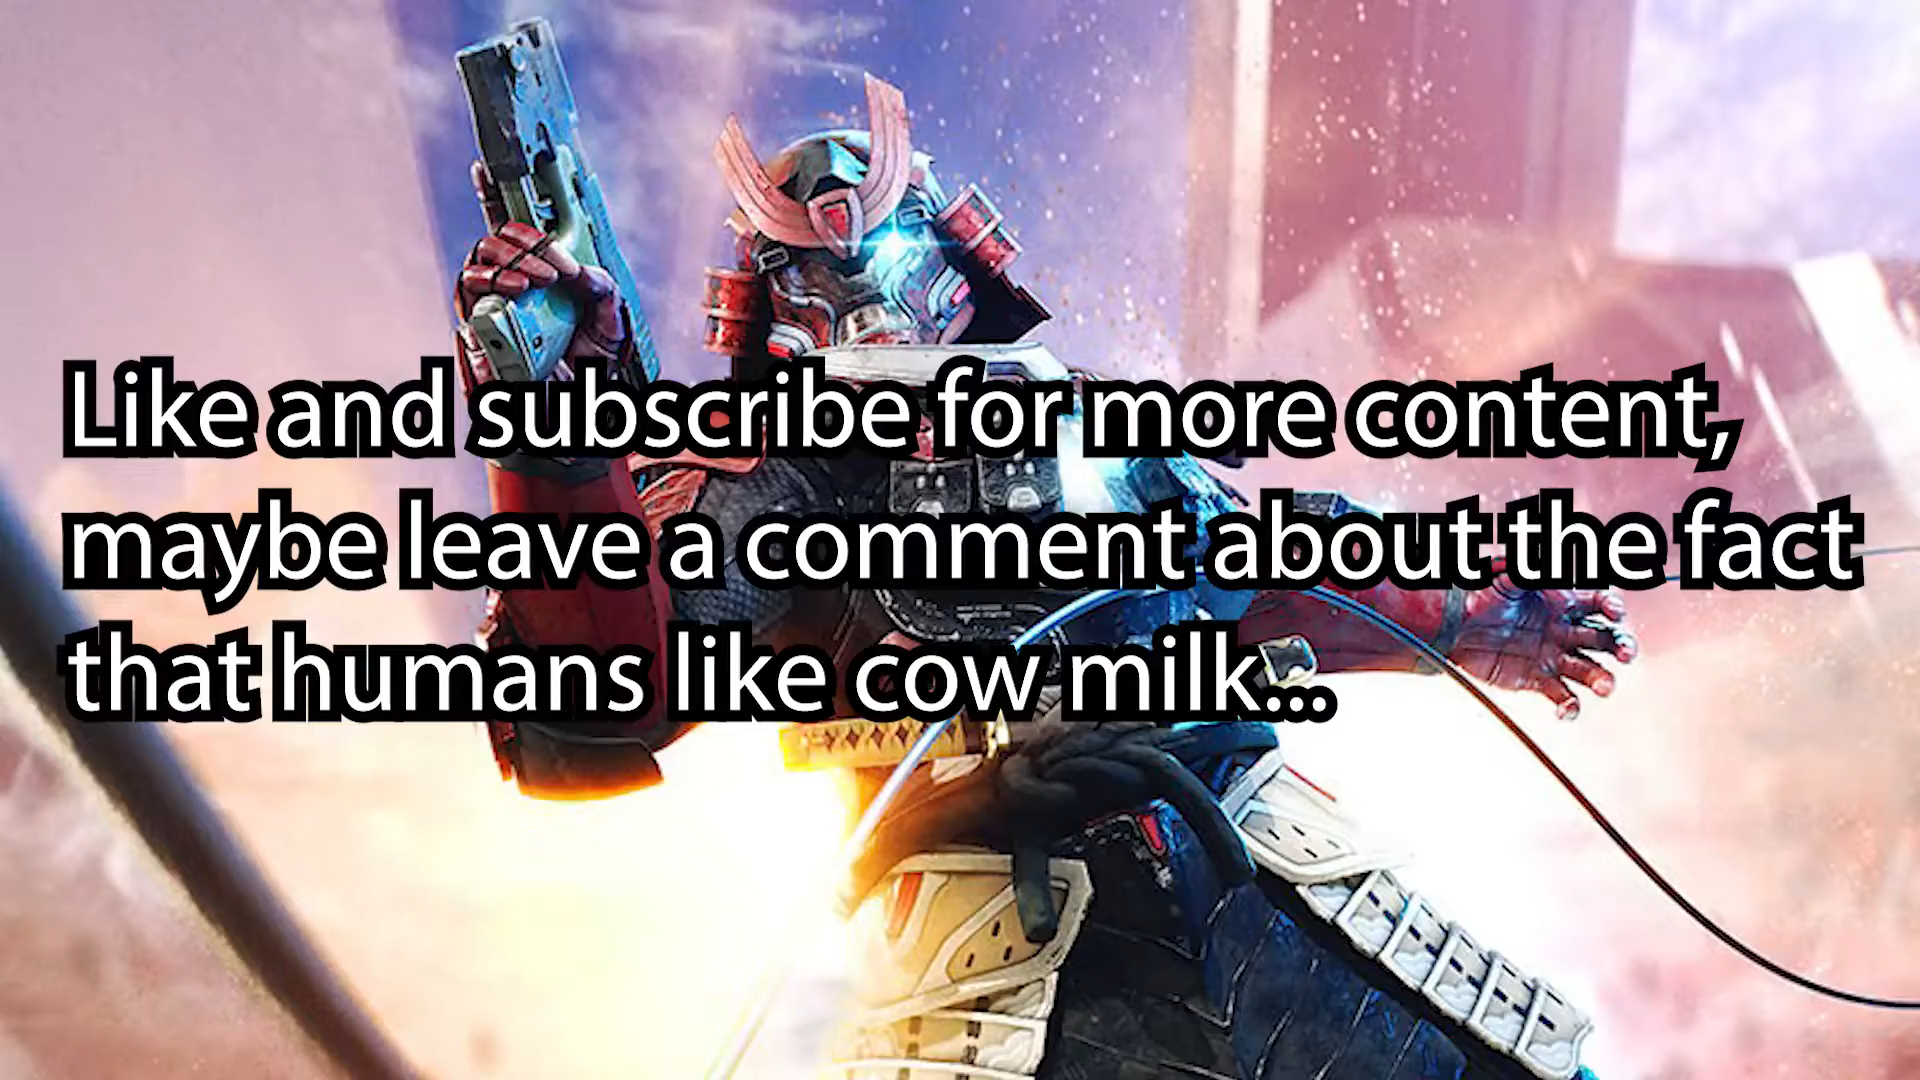 Like and subscribe for more content,
maybe leave a comment about the fact
that humans like cow milk...